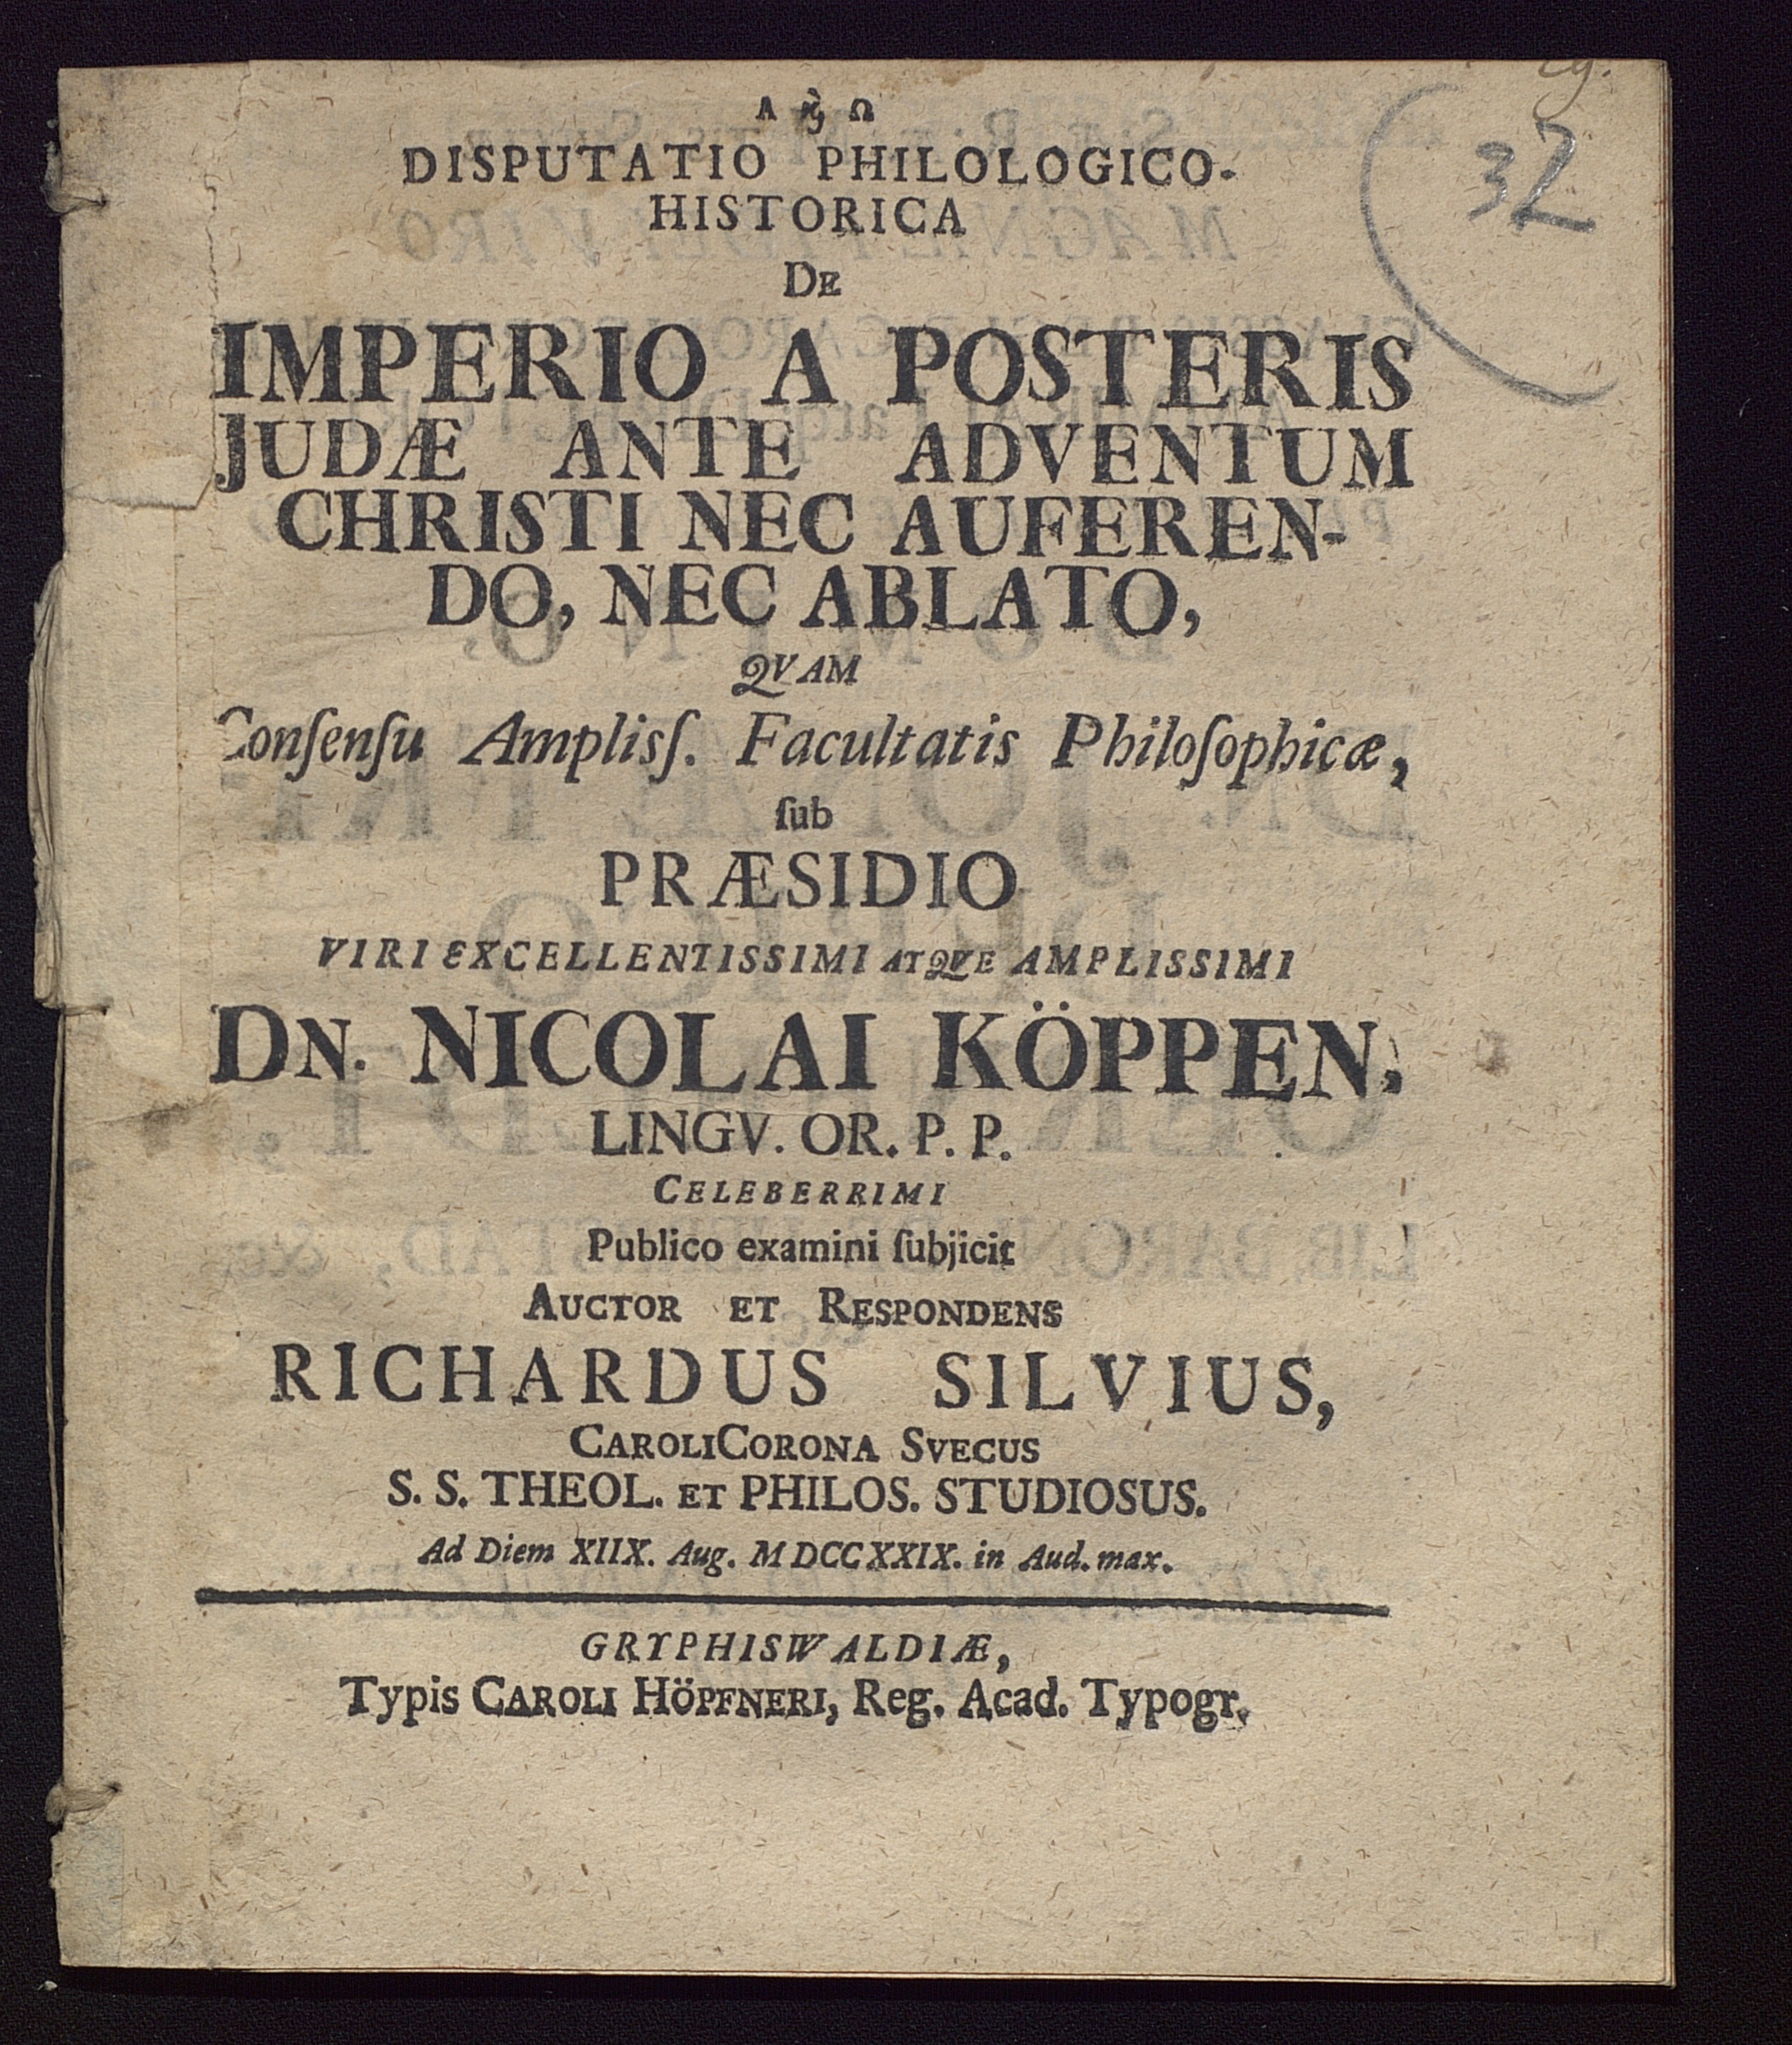 Α ϗ Ω
32
DISPUTATIO PHILOLOGICO-
HISTORICA
DE
IMPERIO A POSTERIS
JUDÆ ANTE ADVENTUM
CHRISTI NEC AUFEREN-
DO, NEC ABLATO,
QVAM
Conſenſu Ampliſſ. Facultatis Philoſophicæ,
ſub
PRÆSIDIO
VIRI EXCELLENTISSIMI ATQVE AMPLISSIMI
DN. NICOLAI KÖPPEN,
LINGV. OR. P. P.
CELEBERRIMI
Publico examini ſubjicit
AUCTOR ET RESPONDENS
RICHARDUS SILVIUS,
CAROLICORONA SVECUS
S. S. THEOL. ET PHILOS. STUDIOSUS.
Ad Diem XIIX. Aug. MDCCXXIX. in Aud. max.
GRYPHISWALDIÆ,
Typis CAROLI HÖPFNERI, Reg. Acad. Typogr.